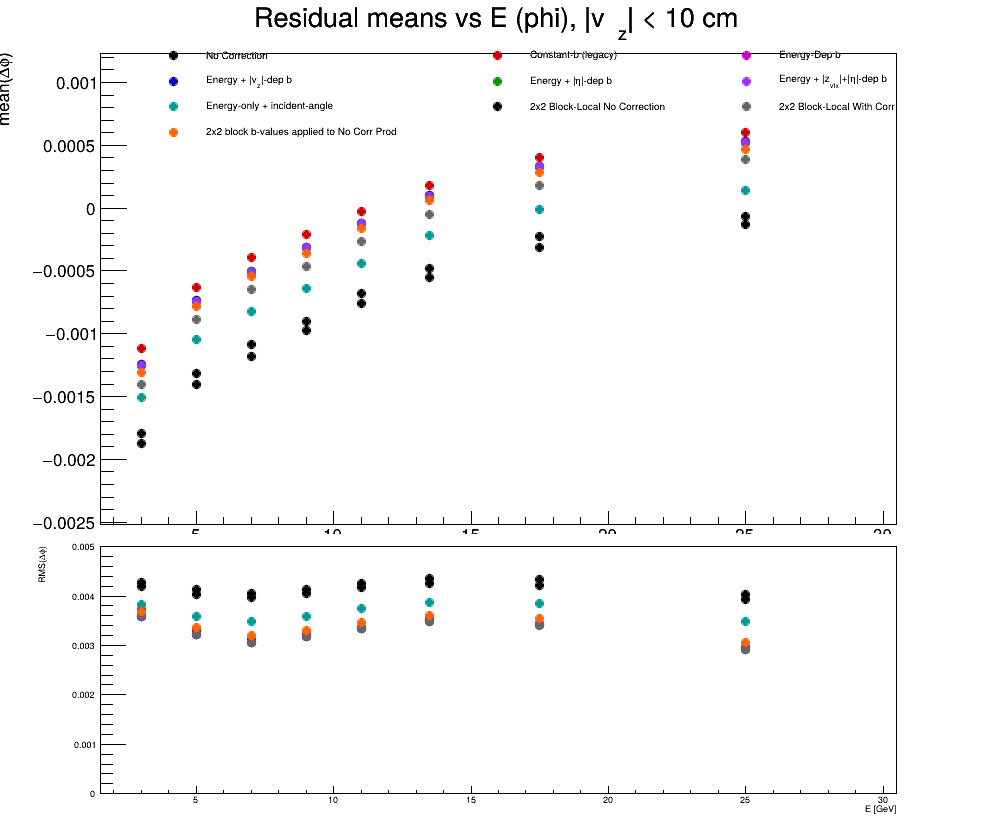 Residual means vs E (phi), |v_z| < 10 cm
mean(Δφ)
No Correction
Constant-b (legacy)
Energy-Dep b
Energy + |v_z|-dep b
Energy + |η|-dep b
Energy + |z_vtx|+|η|-dep b
Energy-only + incident-angle
2x2 Block-Local No Correction
2x2 Block-Local With Corr
2x2 block b-values applied to No Corr Prod
0.001
0.0005
0
−0.0005
−0.001
−0.0015
−0.002
−0.0025
5 10 15 20 25 30
RMS(Δφ)
0.005
0.004
0.003
0.002
0.001
0
5 10 15 20 25 30
E [GeV]